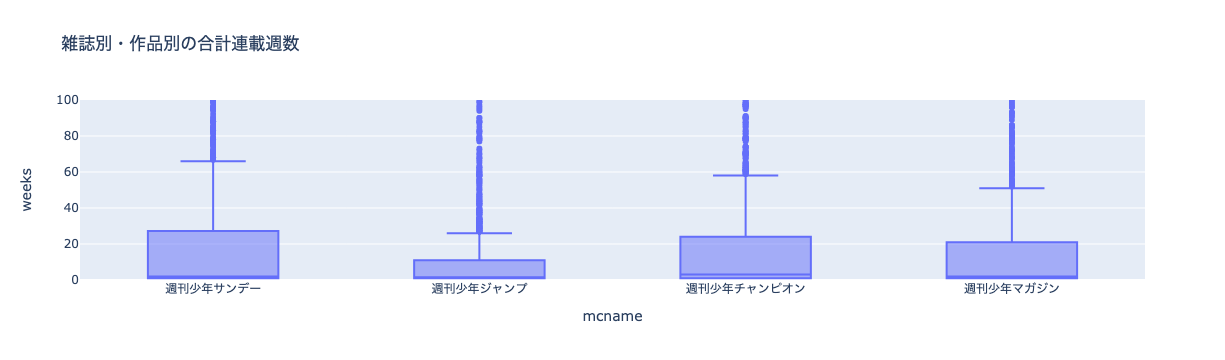 雑誌別・作品別の合計連載週数
100
80
60
40
20
0
weeks
週刊少年サンデー
週刊少年ジャンプ
週刊少年チャンピオン
週刊少年マガジン
mcname